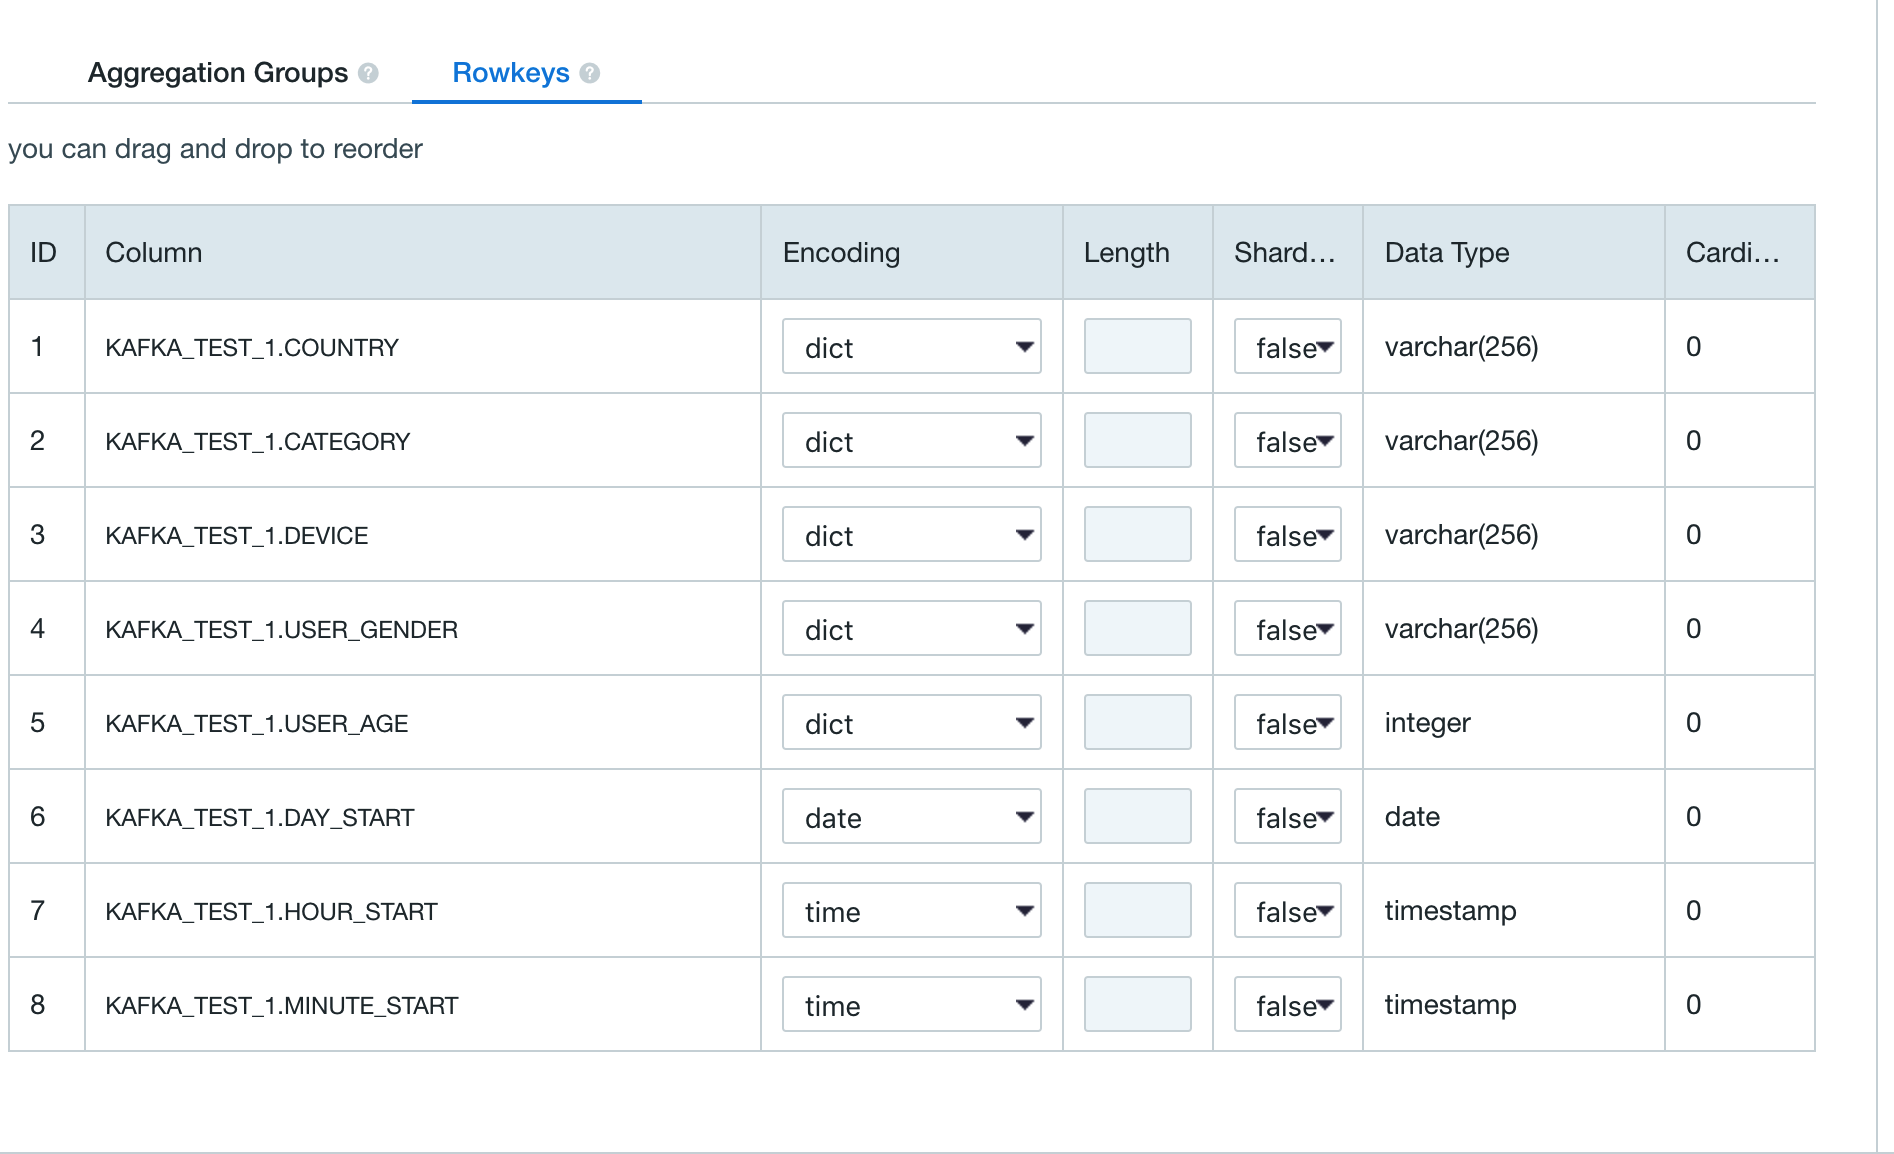 Aggregation Groups ? Rowkeys ?
you can drag and drop to reorder
ID Column Encoding Length Shard... Data Type Cardi...
1 KAFKA_TEST_1.COUNTRY dict false varchar(256) 0
2 KAFKA_TEST_1.CATEGORY dict false varchar(256) 0
3 KAFKA_TEST_1.DEVICE dict false varchar(256) 0
4 KAFKA_TEST_1.USER_GENDER dict false varchar(256) 0
5 KAFKA_TEST_1.USER_AGE dict false integer 0
6 KAFKA_TEST_1.DAY_START date false date 0
7 KAFKA_TEST_1.HOUR_START time false timestamp 0
8 KAFKA_TEST_1.MINUTE_START time false timestamp 0